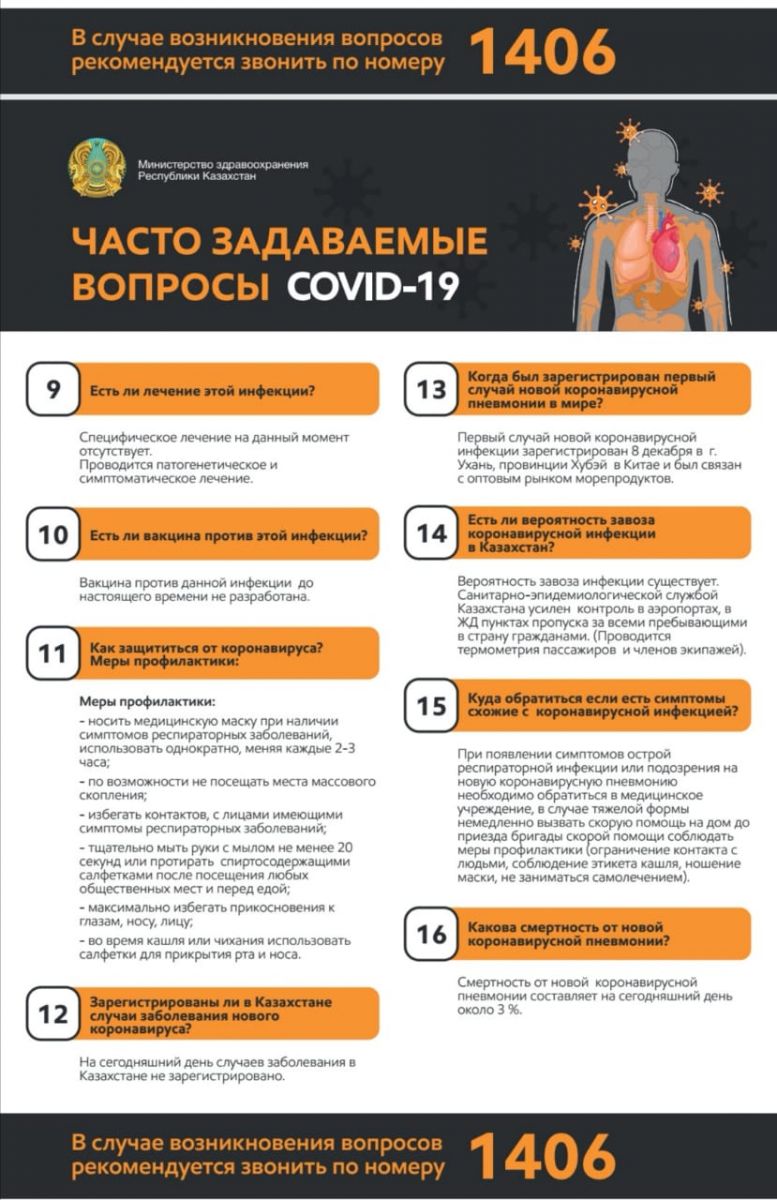 В случае возникновения вопросов
рекомендуется звонить по номеру
1406
Министерство здравоохранения
Республики Казахстан
ЧАСТО ЗАДАВАЕМЫЕ
ВОПРОСЫ COVID-19
9
Есть ли лечение этой инфекции?
Специфическое лечение на данный момент
отсутствует.
Проводится патогенетическое и
симптоматическое лечение.
10
Есть ли вакцина против этой инфекции?
Вакцина против данной инфекции до
настоящего времени не разработана.
11
Как защититься от коронавируса?
Меры профилактики:
Меры профилактики:
- носить медицинскую маску при наличии
симптомов респираторных заболеваний,
использовать однократно, меняя каждые 2-3
часа;
- по возможности не посещать места массового
скопления;
- избегать контактов, с лицами имеющими
симптомы респираторных заболеваний;
- тщательно мыть руки с мылом не менее 20
секунд или протирать спиртосодержащими
салфетками после посещения любых
общественных мест и перед едой;
- максимально избегать прикосновения к
глазам, носу, лицу;
- во время кашля или чихания использовать
салфетки для прикрытия рта и носа.
12
Зарегистрированы ли в Казахстане
случаи заболевания нового
коронавируса?
На сегодняшний день случаев заболевания в
Казахстане не зарегистрировано.
13
Когда был зарегистрирован первый
случай новой коронавирусной
пневмонии в мире?
Первый случай новой коронавирусной
инфекции зарегистрирован 8 декабря в г.
Ухань, провинции Хубэй в Китае и был связан
с оптовым рынком морепродуктов.
14
Есть ли вероятность завоза
коронавирусной инфекции
в Казахстан?
Вероятность завоза инфекции существует.
Санитарно-эпидемиологической службой
Казахстана усилен контроль в аэропортах, в
ЖД пунктах пропуска за всеми пребывающими
в страну гражданами. (Проводится
термометрия пассажиров и членов экипажей).
15
Куда обратиться если есть симптомы
схожие с коронавирусной инфекцией?
При появлении симптомов острой
респираторной инфекции или подозрения на
новую коронавирусную пневмонию
необходимо обратиться в медицинское
учреждение, в случае тяжелой формы
немедленно вызвать скорую помощь на дом до
приезда бригады скорой помощи соблюдать
меры профилактики (ограничение контакта с
людьми, соблюдение этикета кашля, ношение
маски, не заниматься самолечением).
16
Какова смертность от новой
коронавирусной пневмонии?
Смертность от новой коронавирусной
пневмонии составляет на сегодняшний день
около 3 %.
В случае возникновения вопросов
рекомендуется звонить по номеру
1406